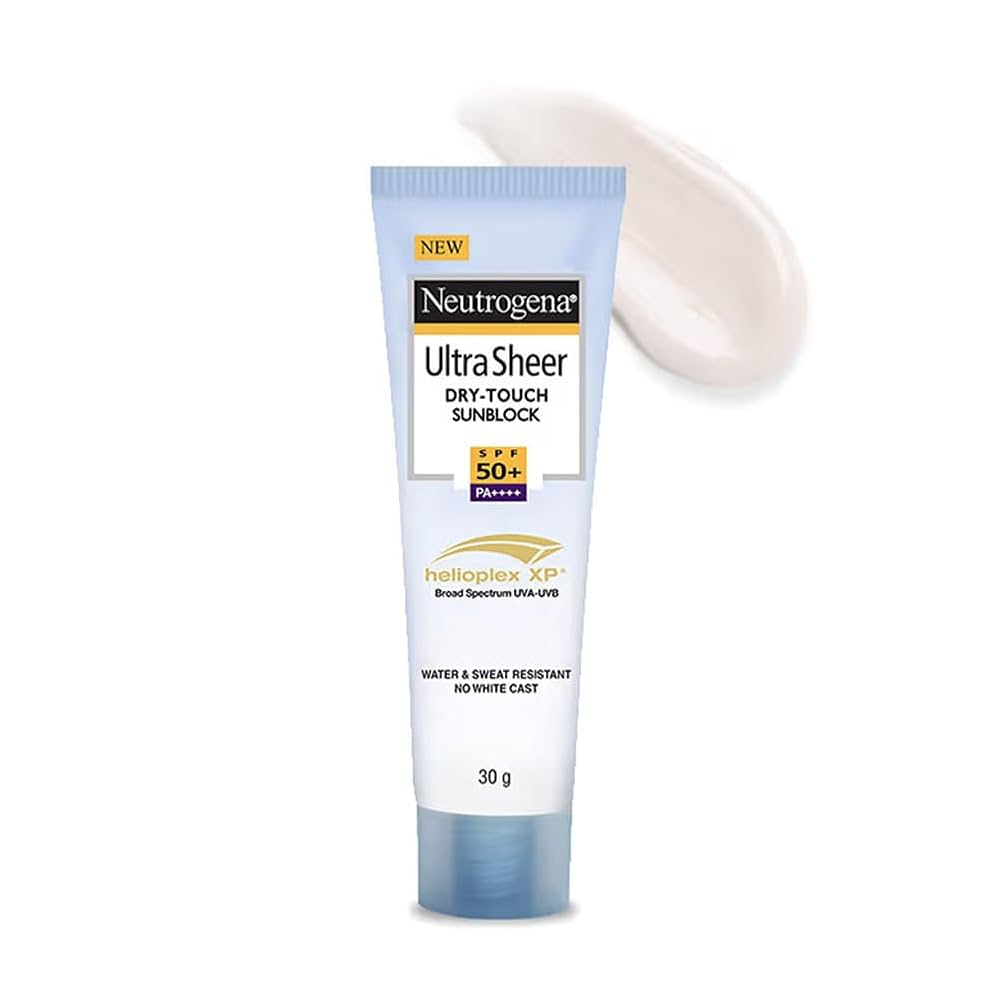 NEW
Neutrogena®
Ultra Sheer
DRY-TOUCH
SUNBLOCK
SPF
50+
PA++++
helioplex XP®
Broad Spectrum UVA-UVB
WATER & SWEAT RESISTANT
NO WHITE CAST
30 g